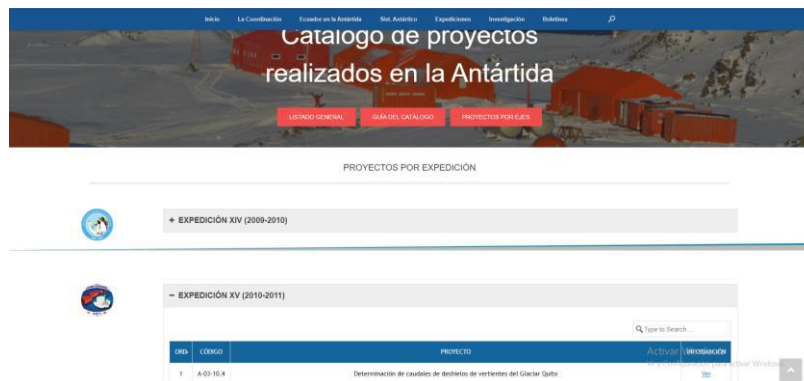 Inicio La Coordinación Ecuador en la Antártida Sist. Antártico Expediciones Investigación Boletines
Catálogo de proyectos
realizados en la Antártida
LISTADO GENERAL GUÍA DEL CATÁLOGO PROYECTOS POR EJES
PROYECTOS POR EXPEDICIÓN
+ EXPEDICIÓN XIV (2009-2010)
− EXPEDICIÓN XV (2010-2011)
Type to Search ...
ORD. CÓDIGO PROYECTO
Activar Windows
1 A-03-10.4 Determinación de caudales de deshielos de vertientes del Glaciar Quito Ver